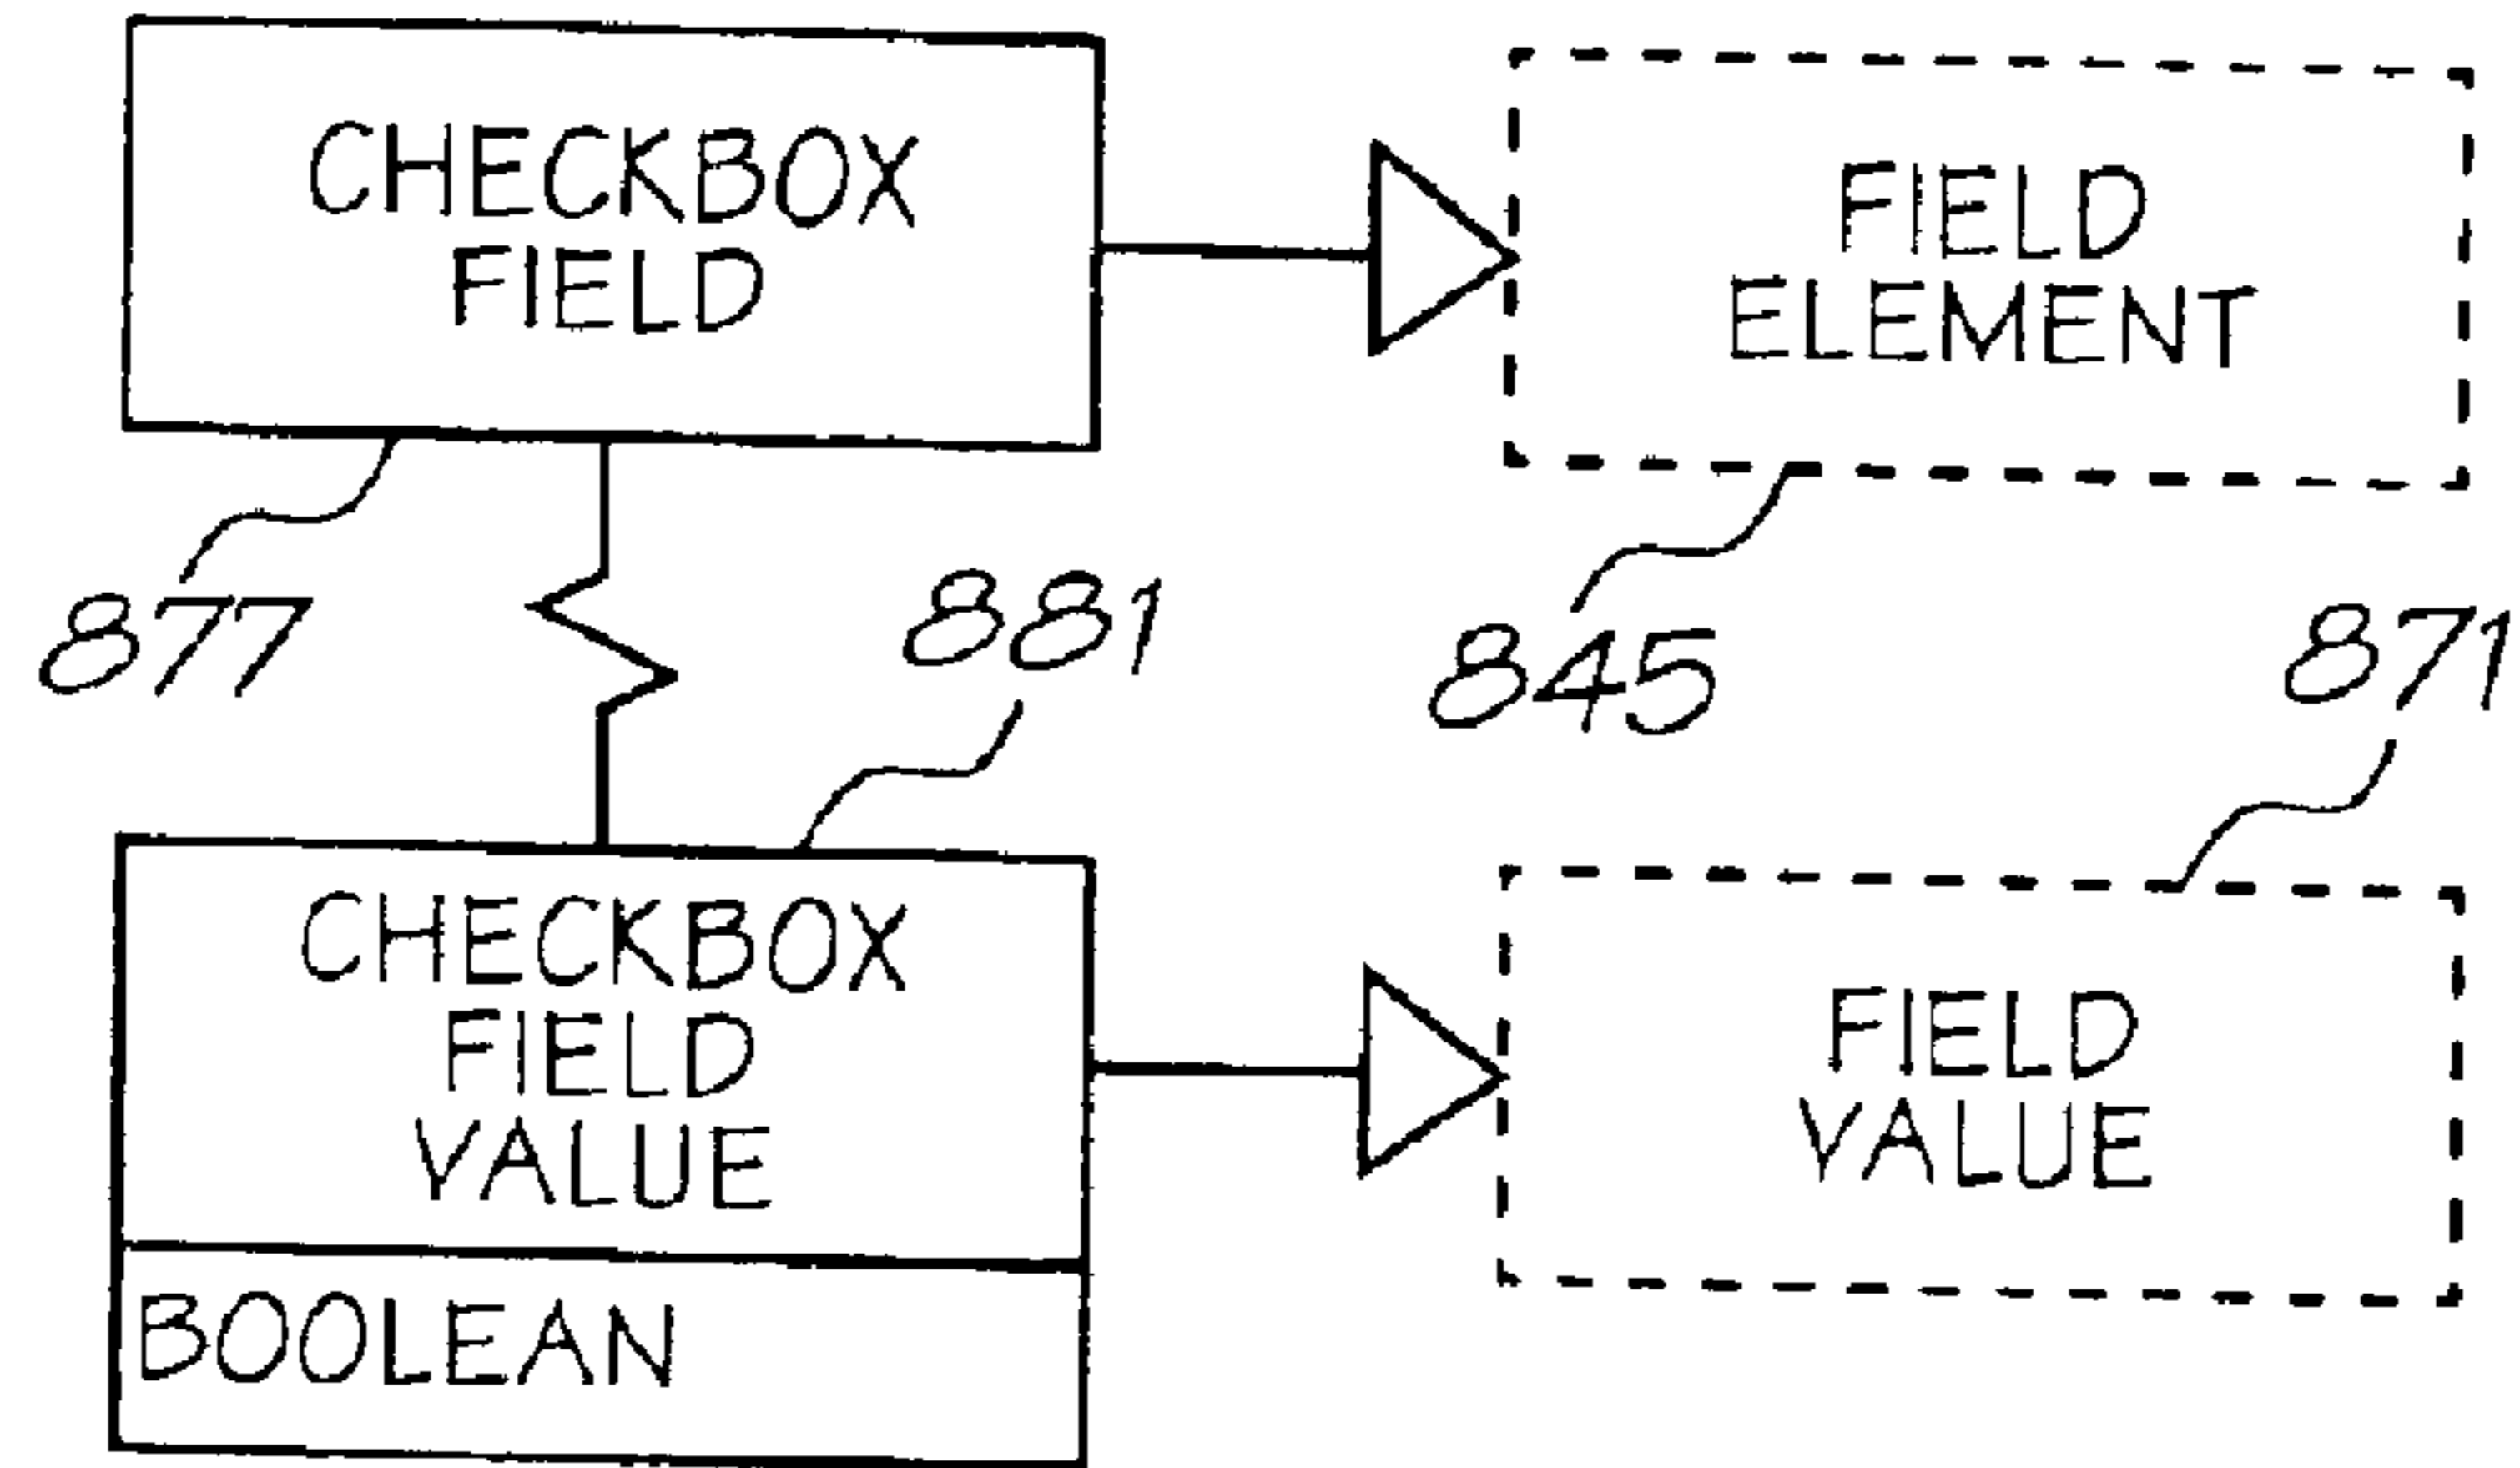 CHECKBOX
FIELD
FIELD
ELEMENT
877
881
845
871
CHECKBOX
FIELD
VALUE
BOOLEAN
FIELD
VALUE